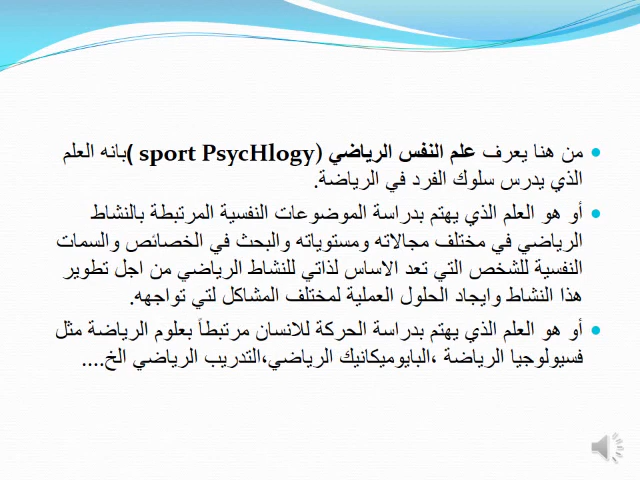 من هنا يعرف علم النفس الرياضي (sport PsycHlogy )بانه العلم
الذي يدرس سلوك الفرد في الرياضة.
أو هو العلم الذي يهتم بدراسة الموضوعات النفسية المرتبطة بالنشاط
الرياضي في مختلف مجالاته ومستوياته والبحث في الخصائص والسمات
النفسية للشخص التي تعد الاساس لذاتي للنشاط الرياضي من اجل تطوير
هذا النشاط وايجاد الحلول العملية لمختلف المشاكل لتي تواجهه.
أو هو العلم الذي يهتم بدراسة الحركة للانسان مرتبطاً بعلوم الرياضة مثل
فسيولوجيا الرياضة ،البايوميكانيك الرياضي،التدريب الرياضي الخ....